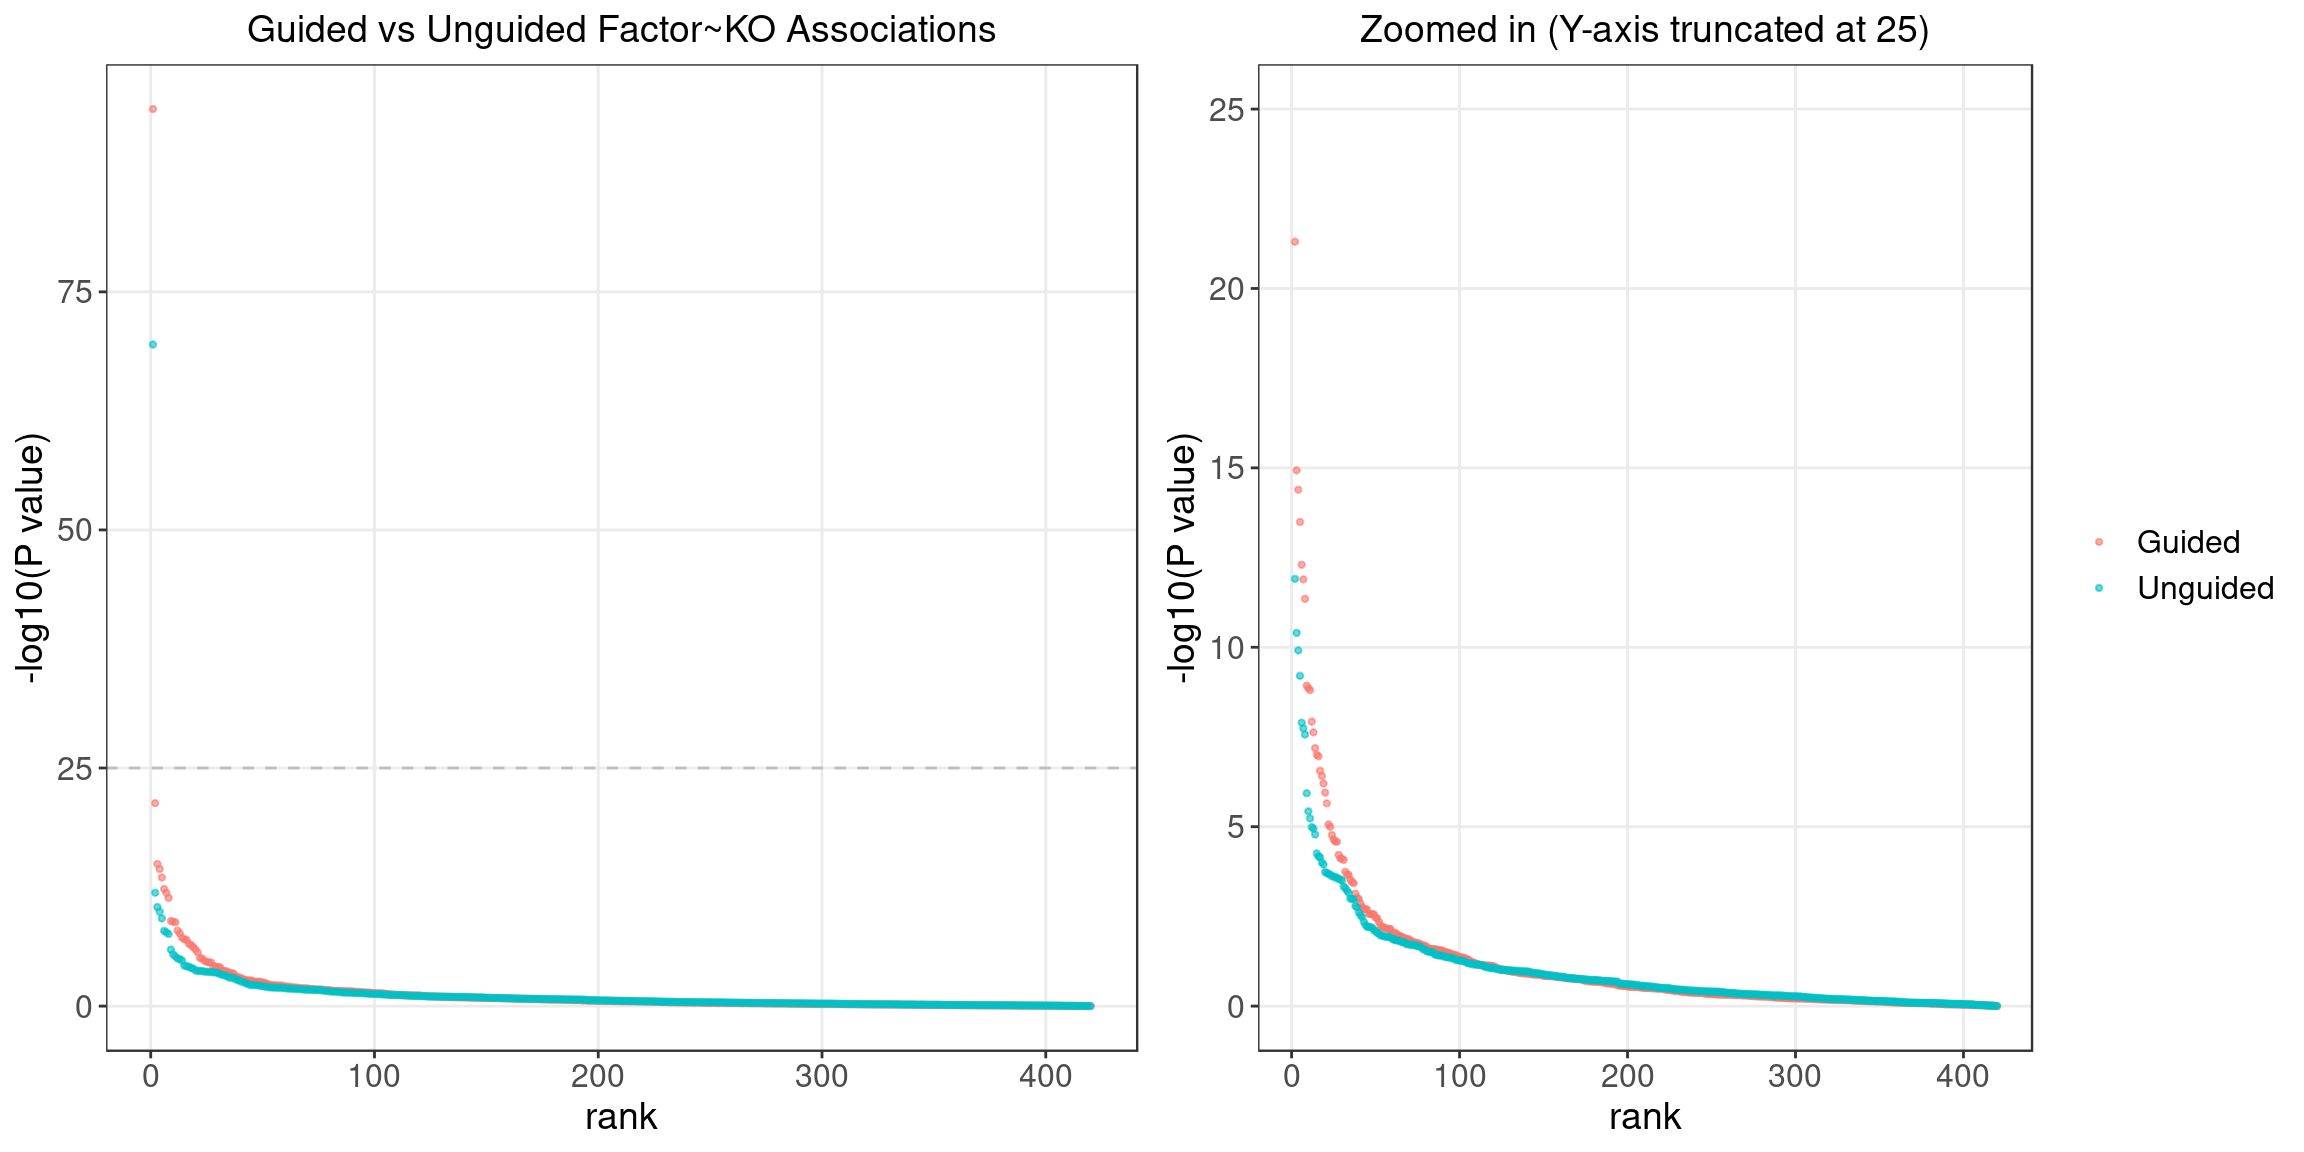 Guided vs Unguided Factor~KO Associations
-log10(P value)
75
50
25
0
0 100 200 300 400
rank
Zoomed in (Y-axis truncated at 25)
-log10(P value)
25
20
15
10
5
0
0 100 200 300 400
rank
Guided
Unguided